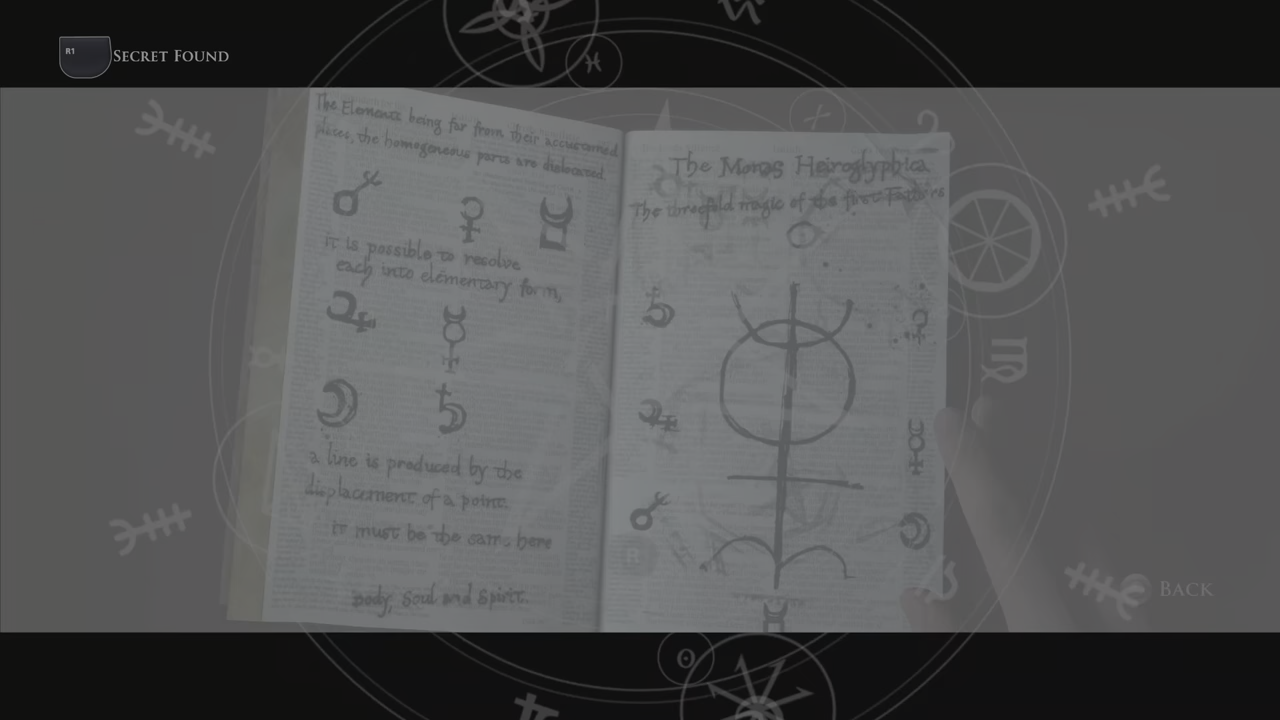 R1
SECRET FOUND
The Elements being far from their accustomed
places, the homogeneous parts are dislocated.
it is possible to resolve
each into elementary form,
a line is produced by the
displacement of a point.
it must be the same here
body, Soul and Spirit.
The Monas Heiroglyphica
The threefold magic of the first Fathers
R
BACK